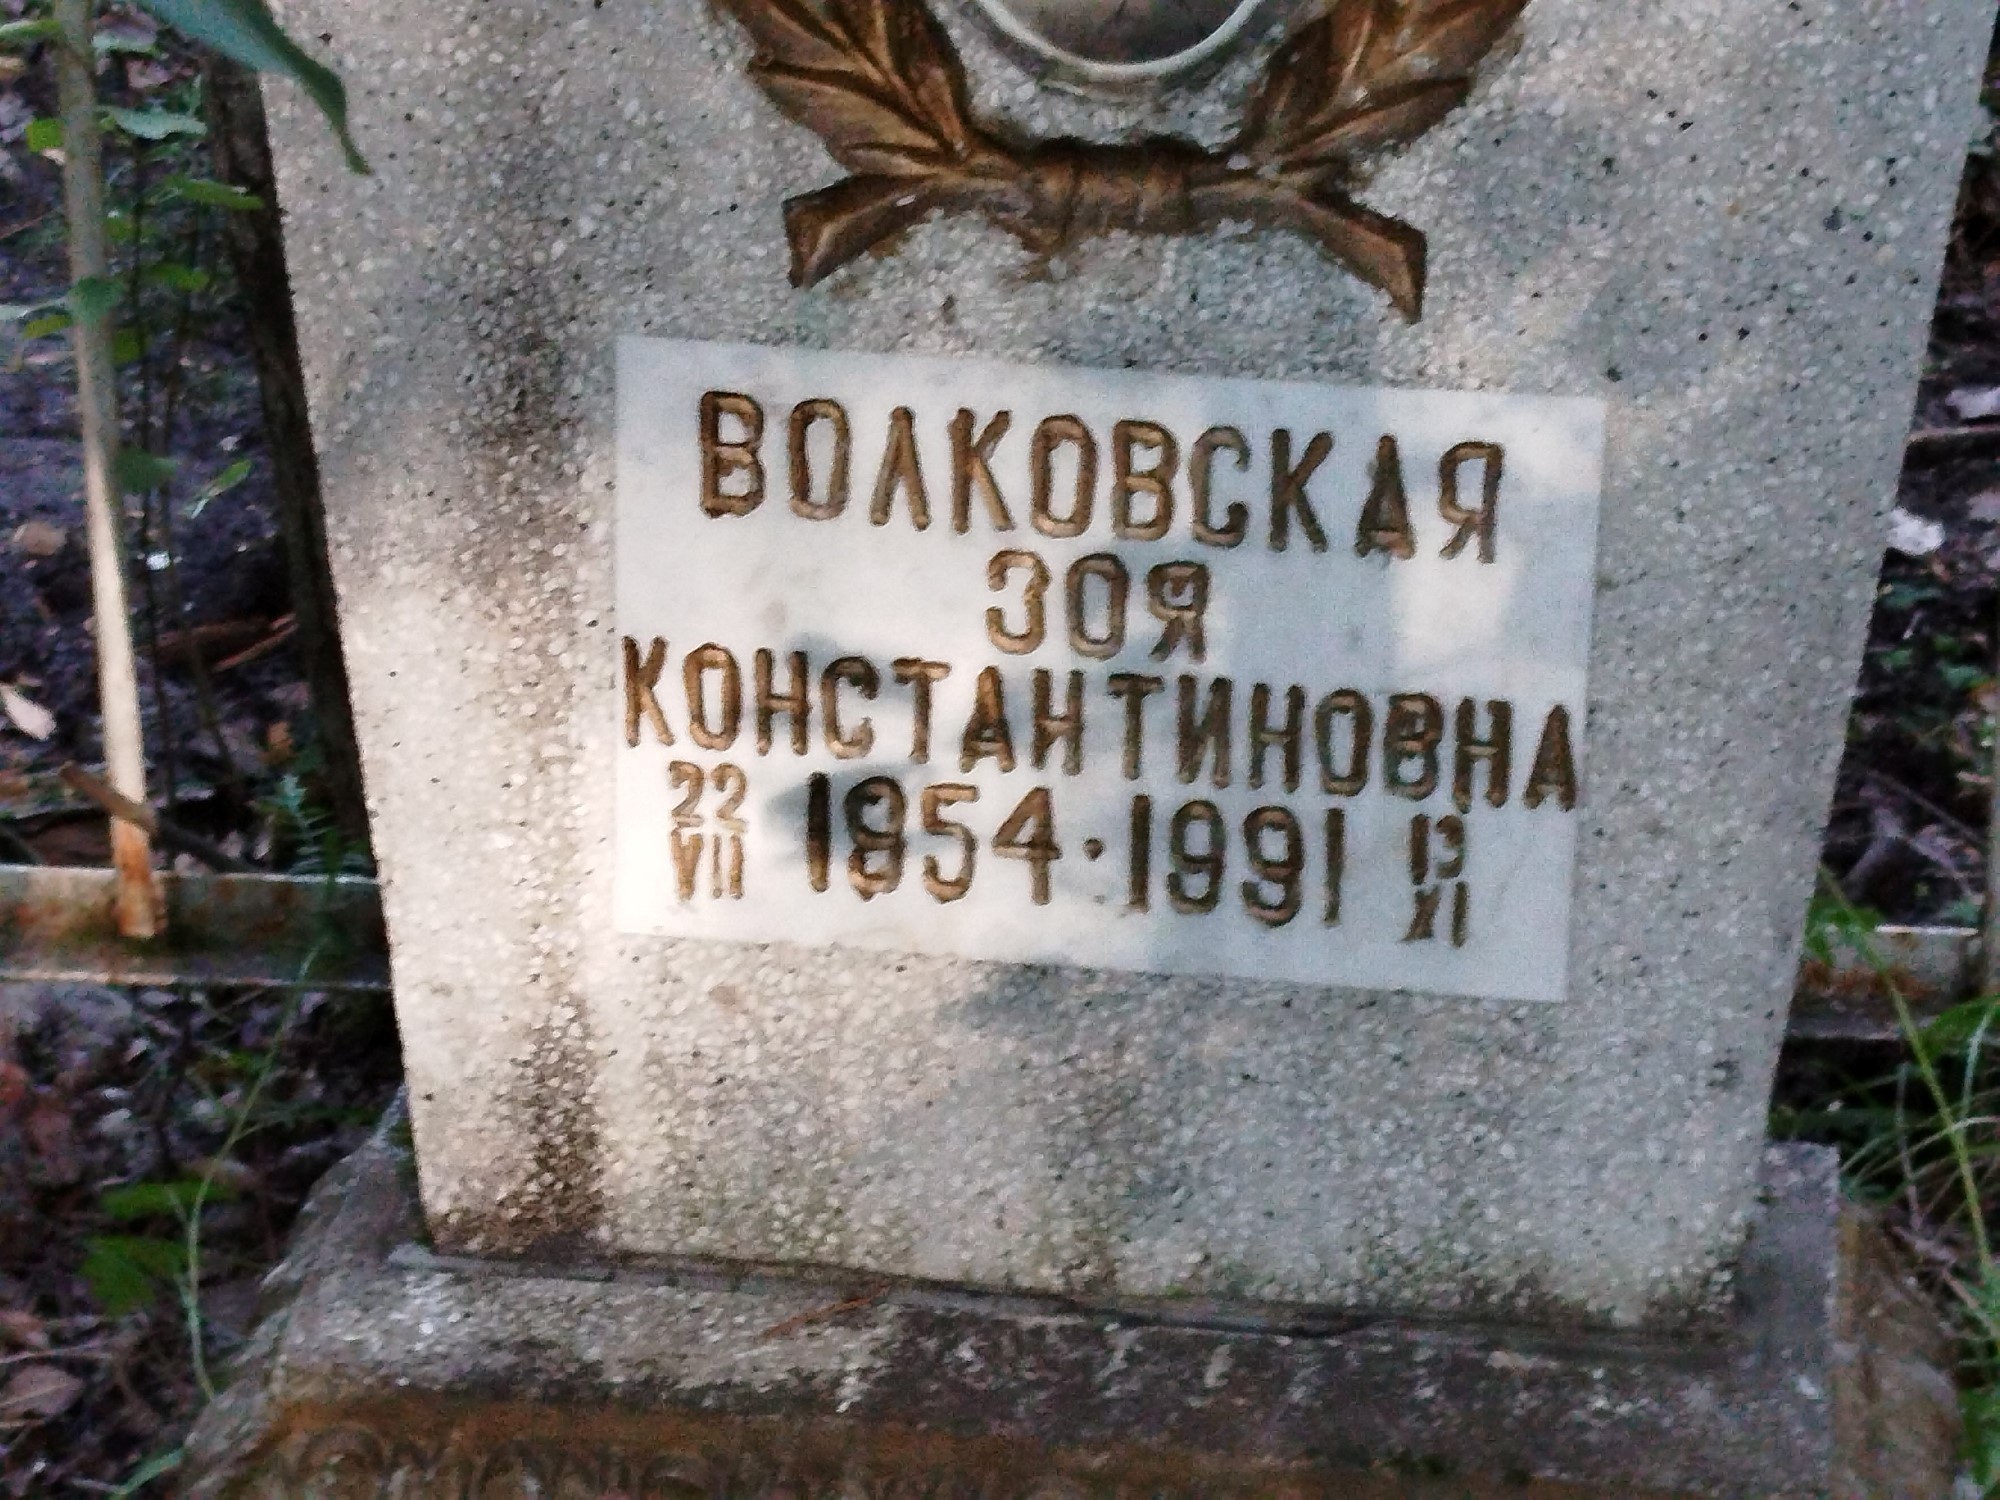 ВОЛКОВСКАЯ
ЗОЯ
КОНСТАНТИНОВНА
22/VII 1954 · 1991 13/XI